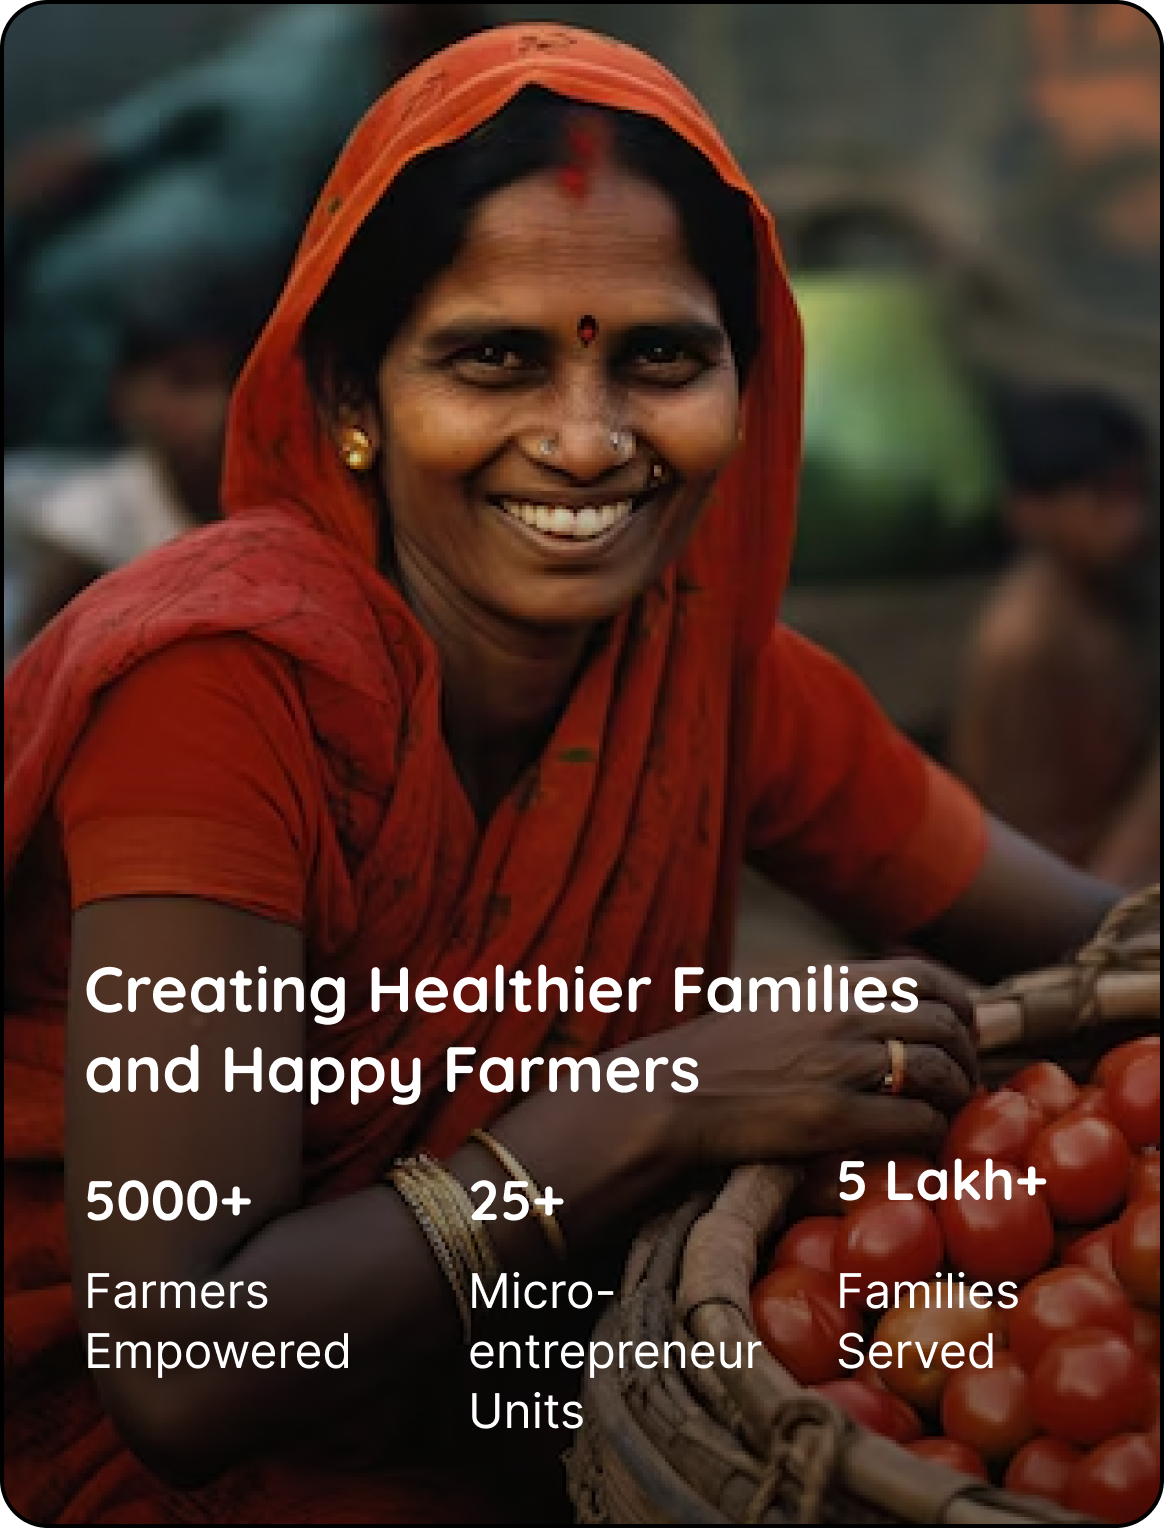 Creating Healthier Families
and Happy Farmers
5000+
Farmers
Empowered
25+
Micro-
entrepreneur
Units
5 Lakh+
Families
Served